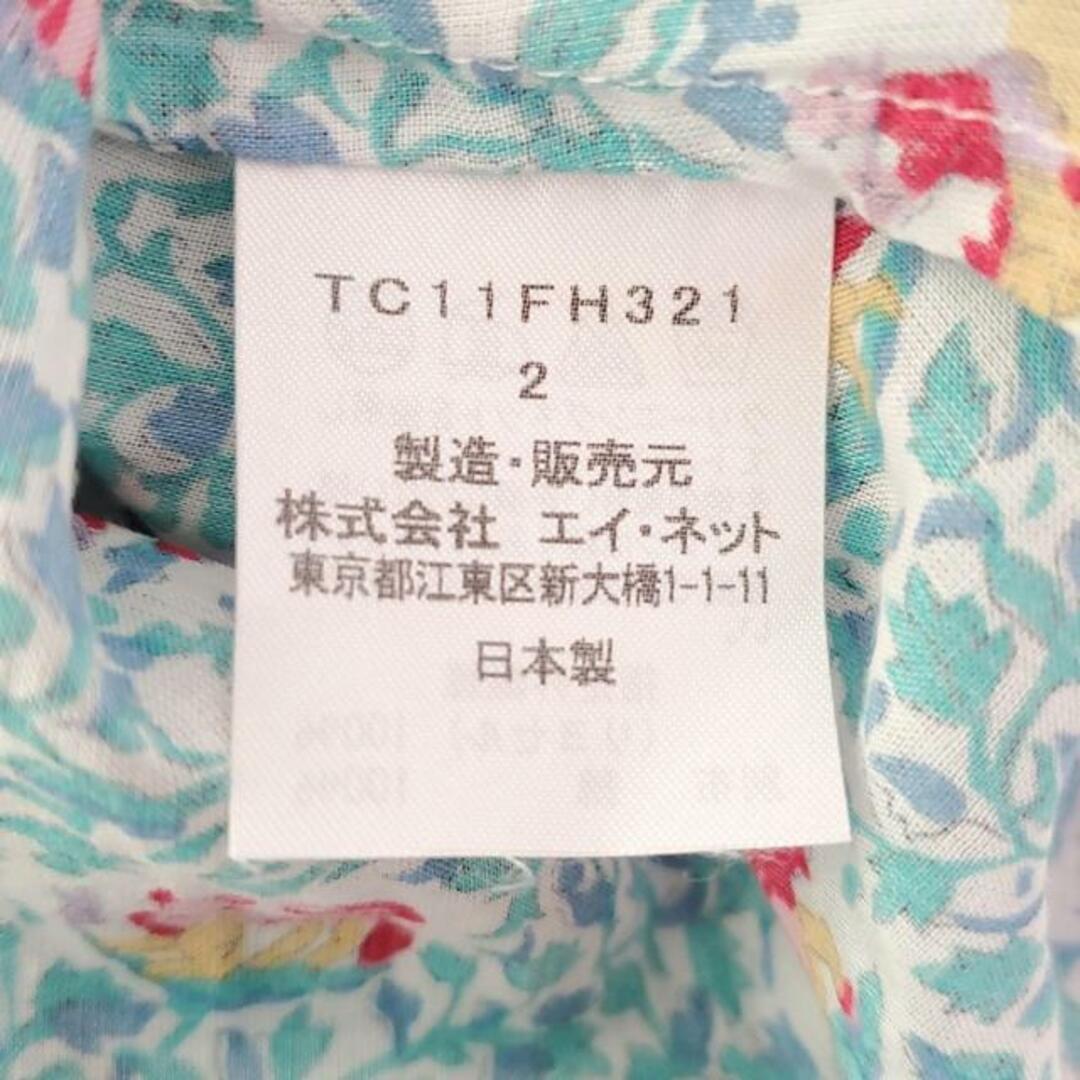 TC11FH321
2
製造・販売元
株式会社 エイ・ネット
東京都江東区新大橋1-1-11
日本製